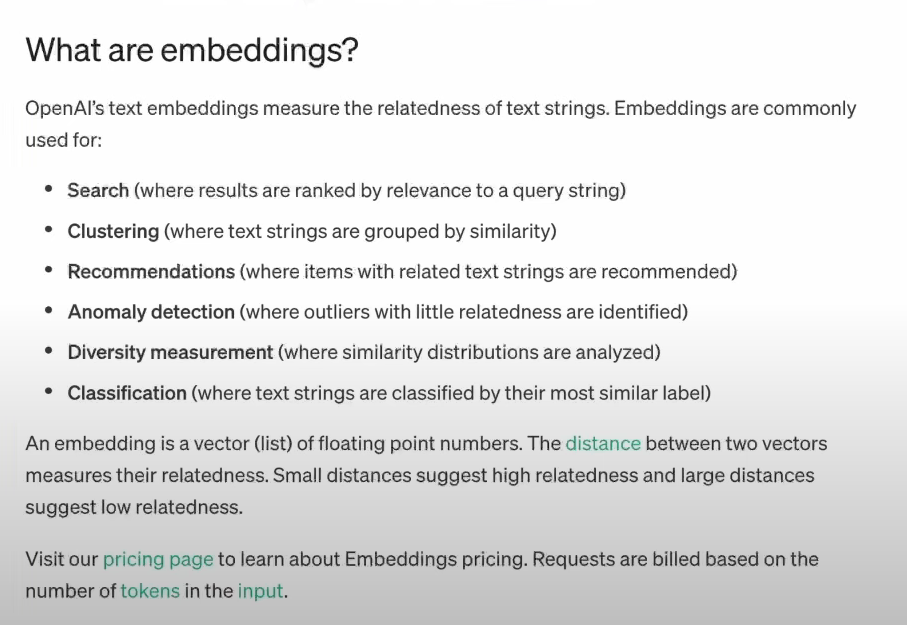 What are embeddings?
OpenAI's text embeddings measure the relatedness of text strings. Embeddings are commonly
used for:
• Search (where results are ranked by relevance to a query string)
• Clustering (where text strings are grouped by similarity)
• Recommendations (where items with related text strings are recommended)
• Anomaly detection (where outliers with little relatedness are identified)
• Diversity measurement (where similarity distributions are analyzed)
• Classification (where text strings are classified by their most similar label)
An embedding is a vector (list) of floating point numbers. The distance between two vectors
measures their relatedness. Small distances suggest high relatedness and large distances
suggest low relatedness.
Visit our pricing page to learn about Embeddings pricing. Requests are billed based on the
number of tokens in the input.